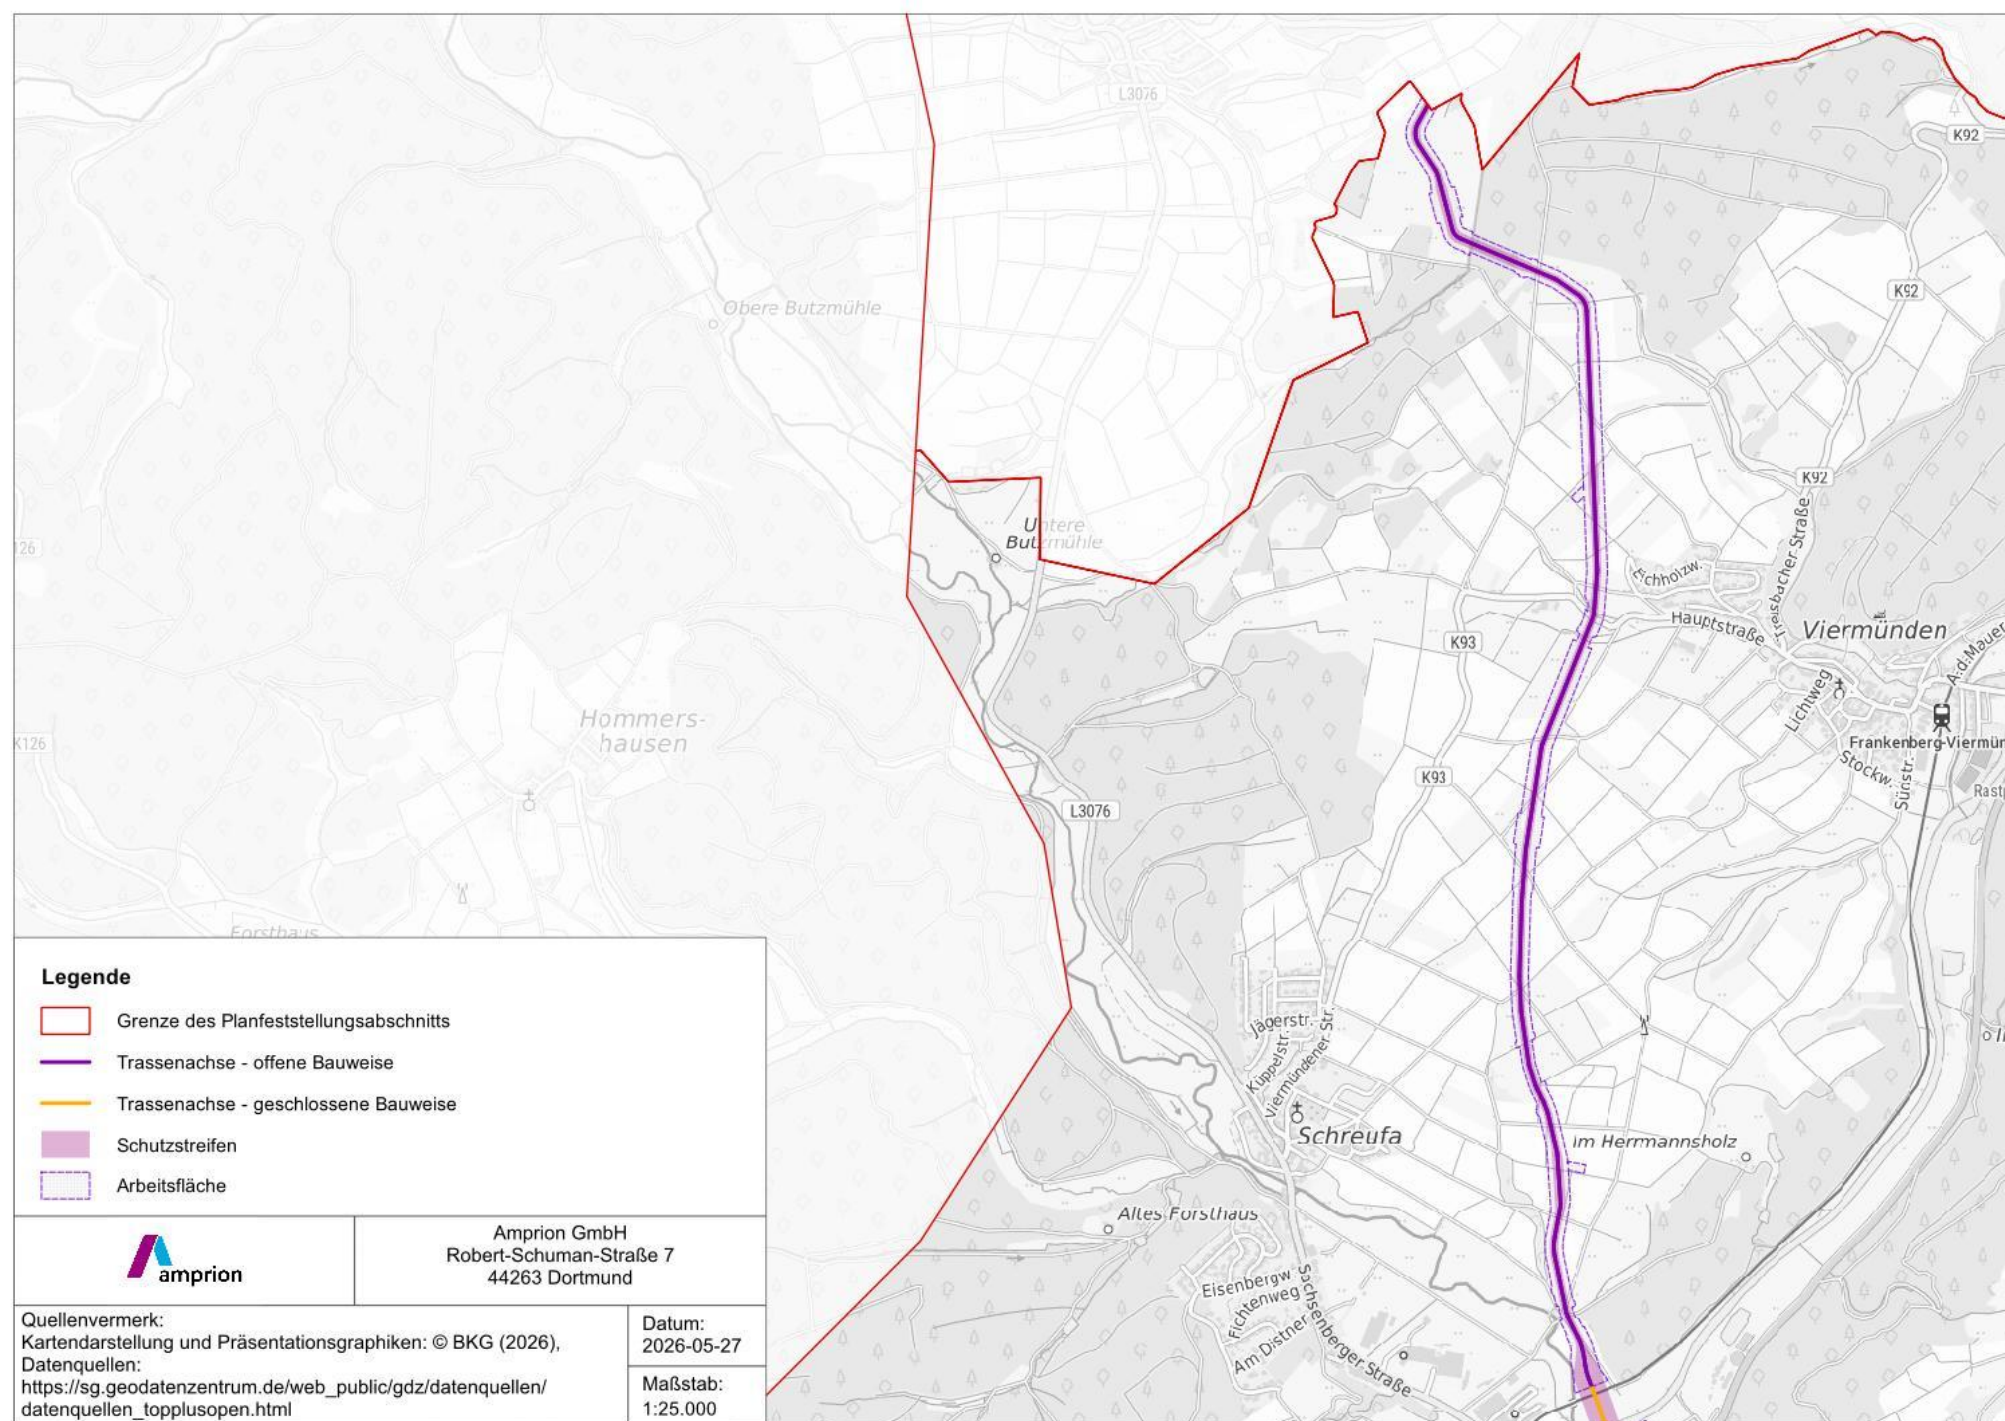 L3076
K92
Obere Butzmühle
K92
K92
126
Untere
Butzmühle
Eichholzw.
Treisbacher Straße
Hauptstraße
Viermünden
K93
A.d.Mauer
Lichtweg
Hommers-
hausen
K126
Frankenberg-Viermün
Stockw.
Sünstr.
K93
Rastp
L3076
Forsthaus
Jägerstr.
Küppelstr.
Viermündener Str.
Schreufa
Im Herrmannsholz
Altes Forsthaus
Eisenbergw
Fichtenweg
Am Distner
Sachsenberger Straße
Legende
Grenze des Planfeststellungsabschnitts
Trassenachse - offene Bauweise
Trassenachse - geschlossene Bauweise
Schutzstreifen
Arbeitsfläche
amprion
Amprion GmbH
Robert-Schuman-Straße 7
44263 Dortmund
Quellenvermerk:
Kartendarstellung und Präsentationsgraphiken: © BKG (2026),
Datenquellen:
https://sg.geodatenzentrum.de/web_public/gdz/datenquellen/
datenquellen_topplusopen.html
Datum:
2026-05-27
Maßstab:
1:25.000